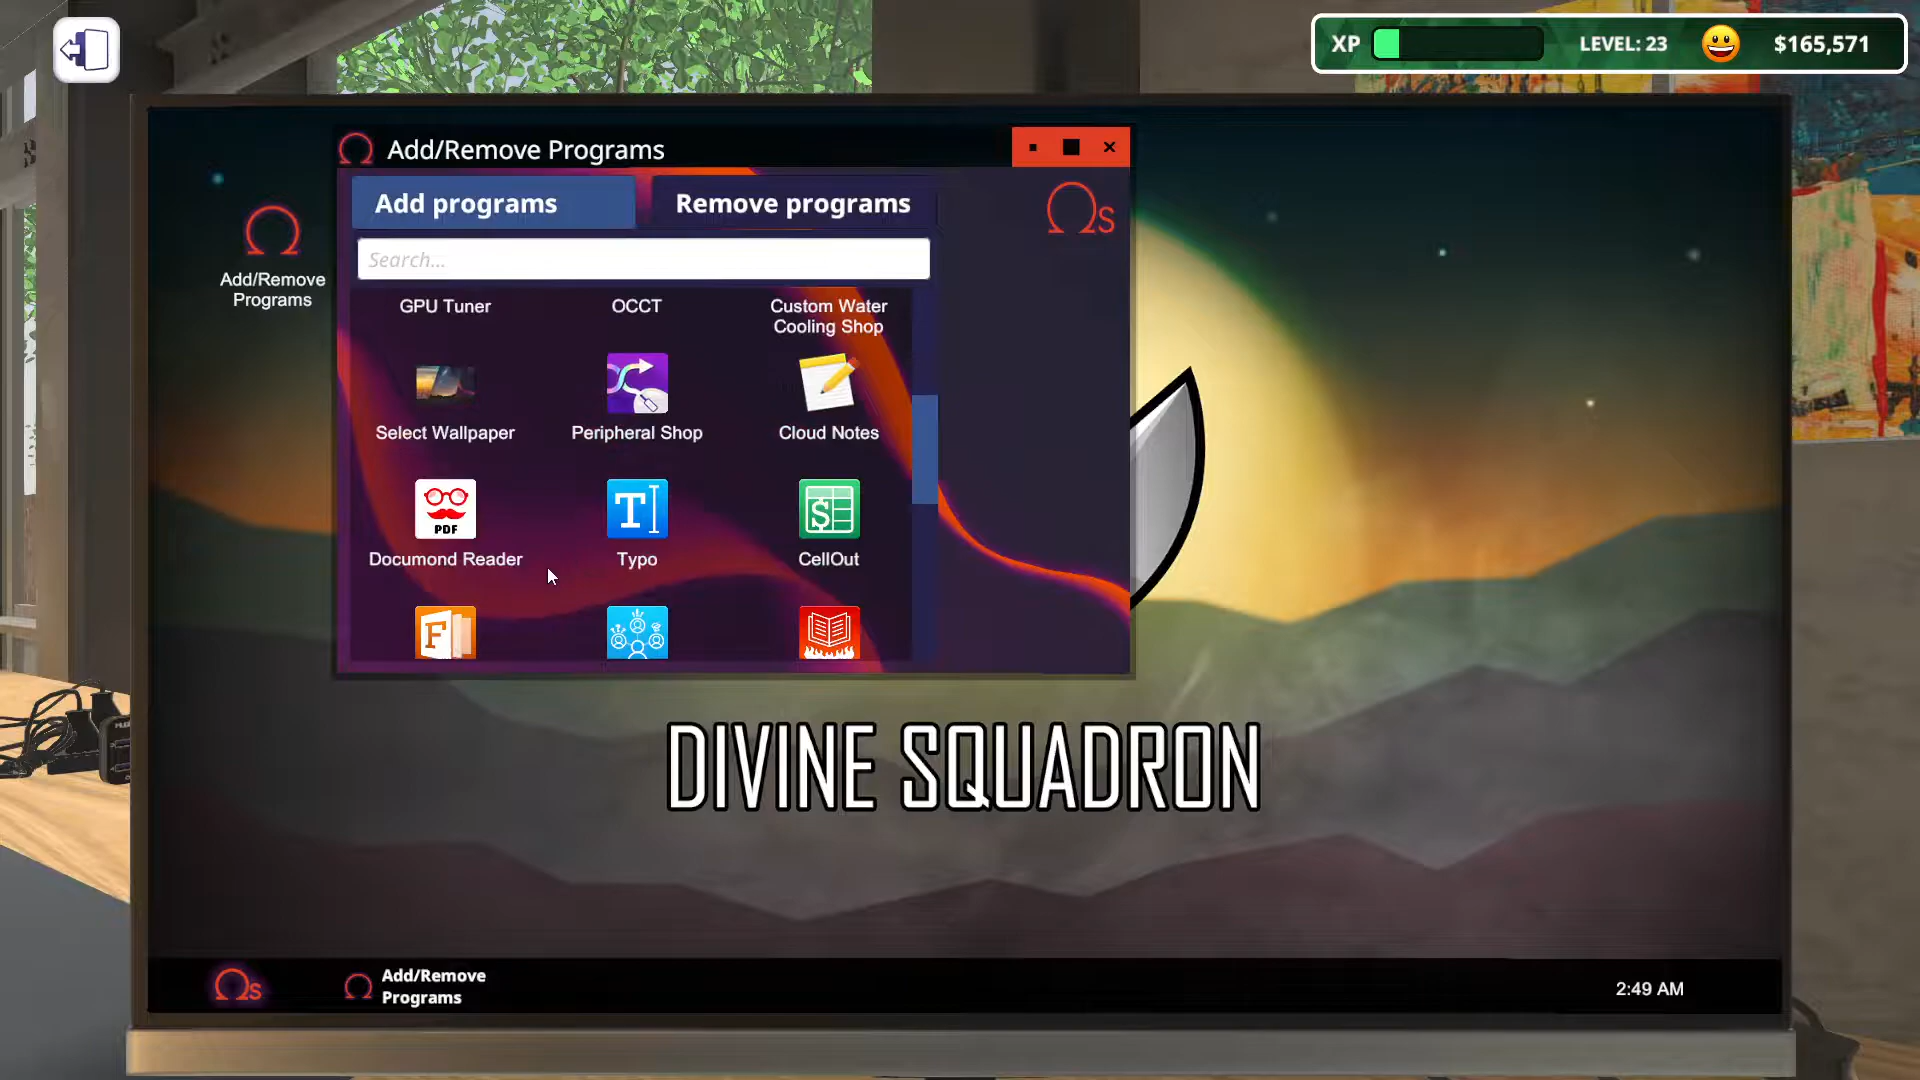 XP
LEVEL: 23
$165,571
Add/Remove Programs
Add programs
Remove programs
Ωs
Search...
Add/Remove
Programs
GPU Tuner
OCCT
Custom Water
Cooling Shop
Select Wallpaper
Peripheral Shop
Cloud Notes
PDF
T
$
Documond Reader
Typo
CellOut
F
DIVINE SQUADRON
Ωs
Add/Remove
Programs
2:49 AM